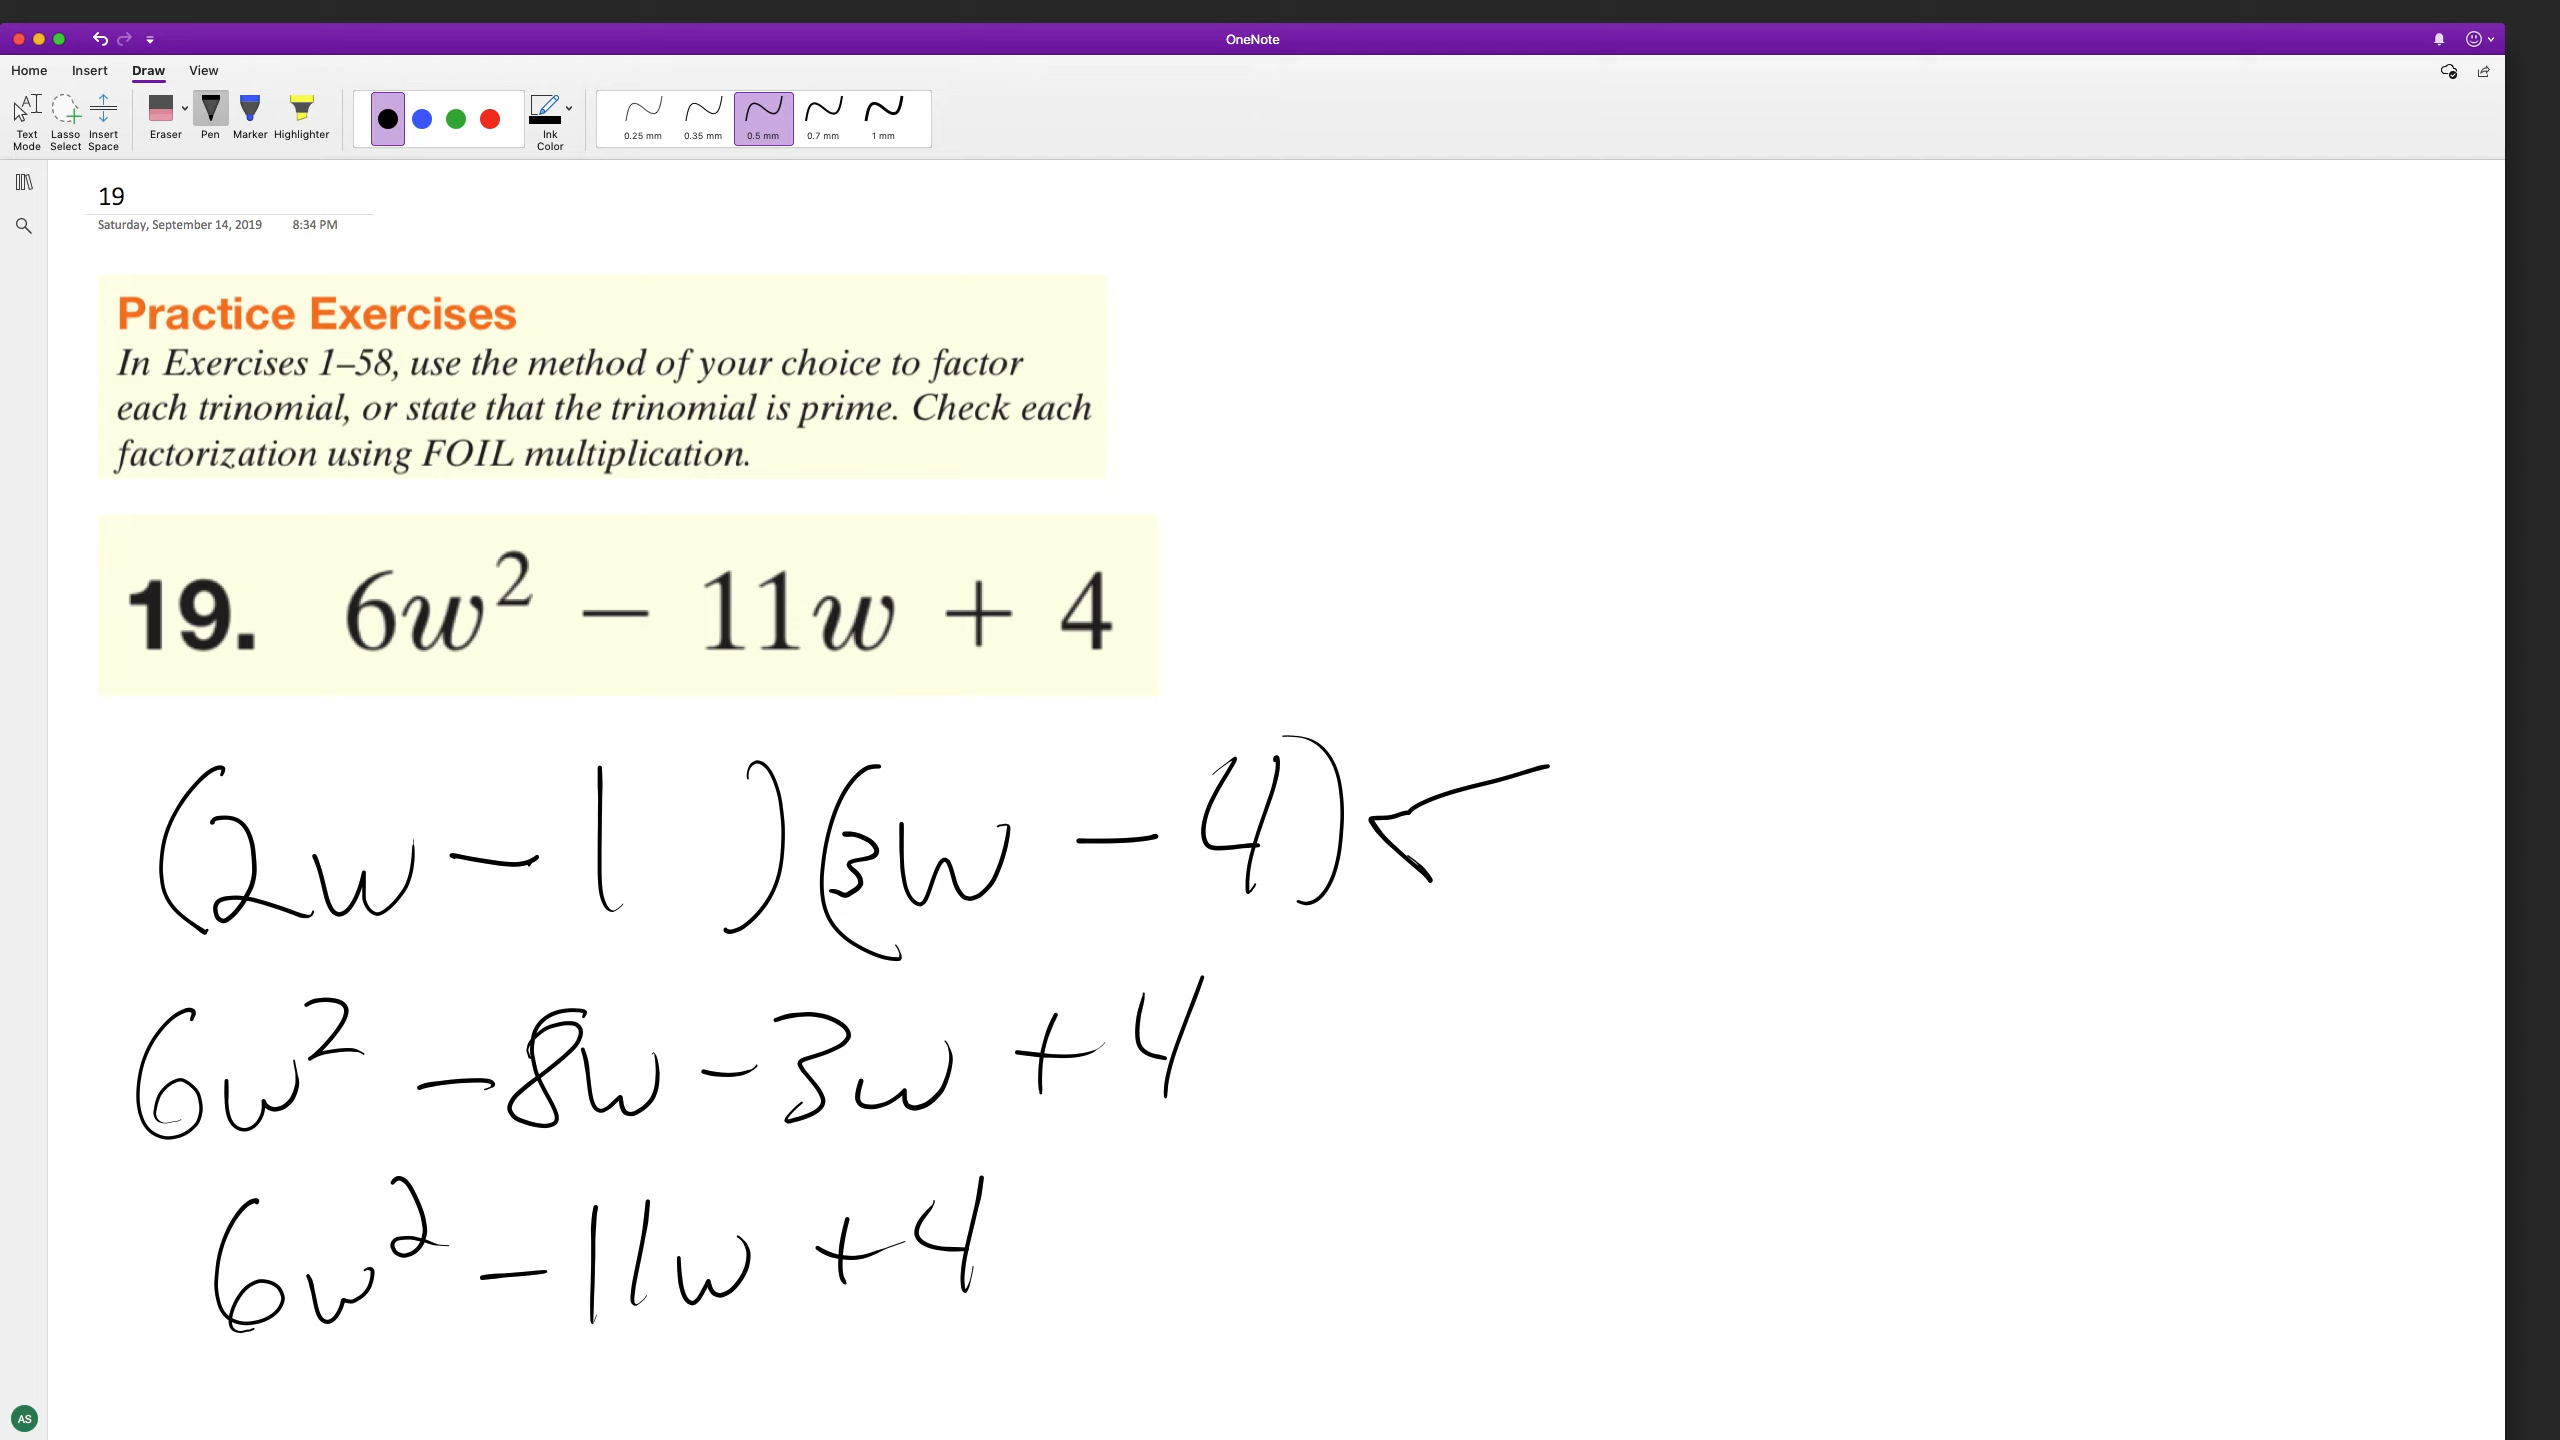 OneNote
Home Insert Draw View
Text Mode Lasso Select Insert Space Eraser Pen Marker Highlighter Ink Color 0.25 mm 0.35 mm 0.5 mm 0.7 mm 1 mm
19
Saturday, September 14, 2019 8:34 PM
Practice Exercises
In Exercises 1–58, use the method of your choice to factor
each trinomial, or state that the trinomial is prime. Check each
factorization using FOIL multiplication.
19. 6w² − 11w + 4
(2w − 1)(3w − 4)
6w² − 8w − 3w + 4
6w² − 11w + 4
AS